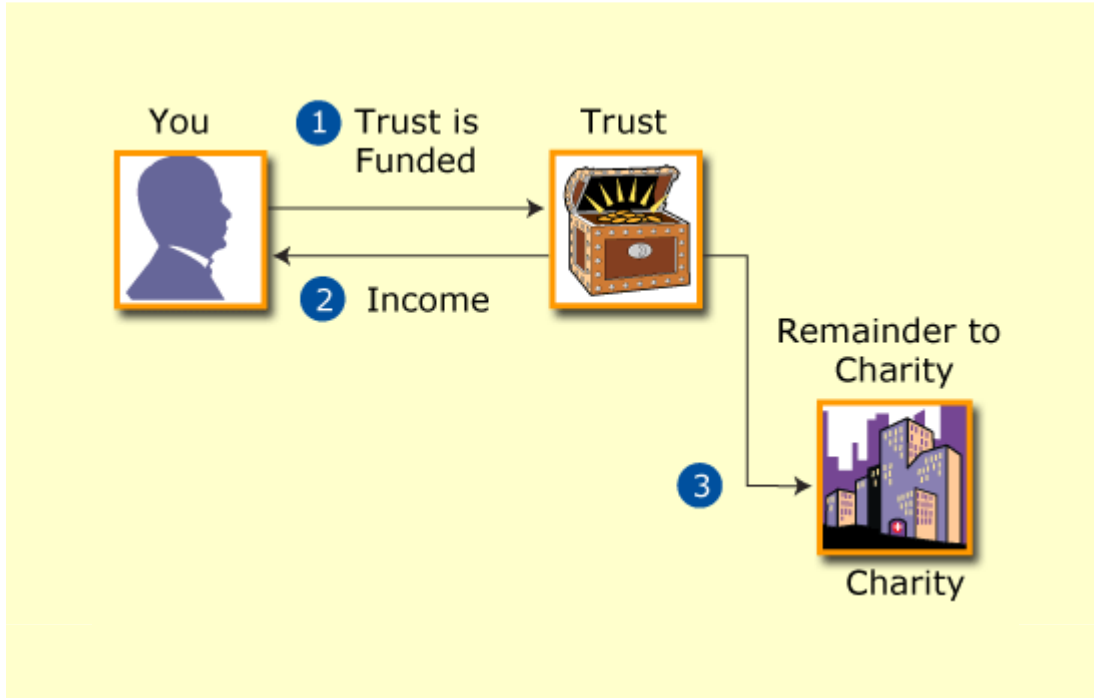 You
1 Trust is
Funded
Trust
2 Income
Remainder to
Charity
3
Charity